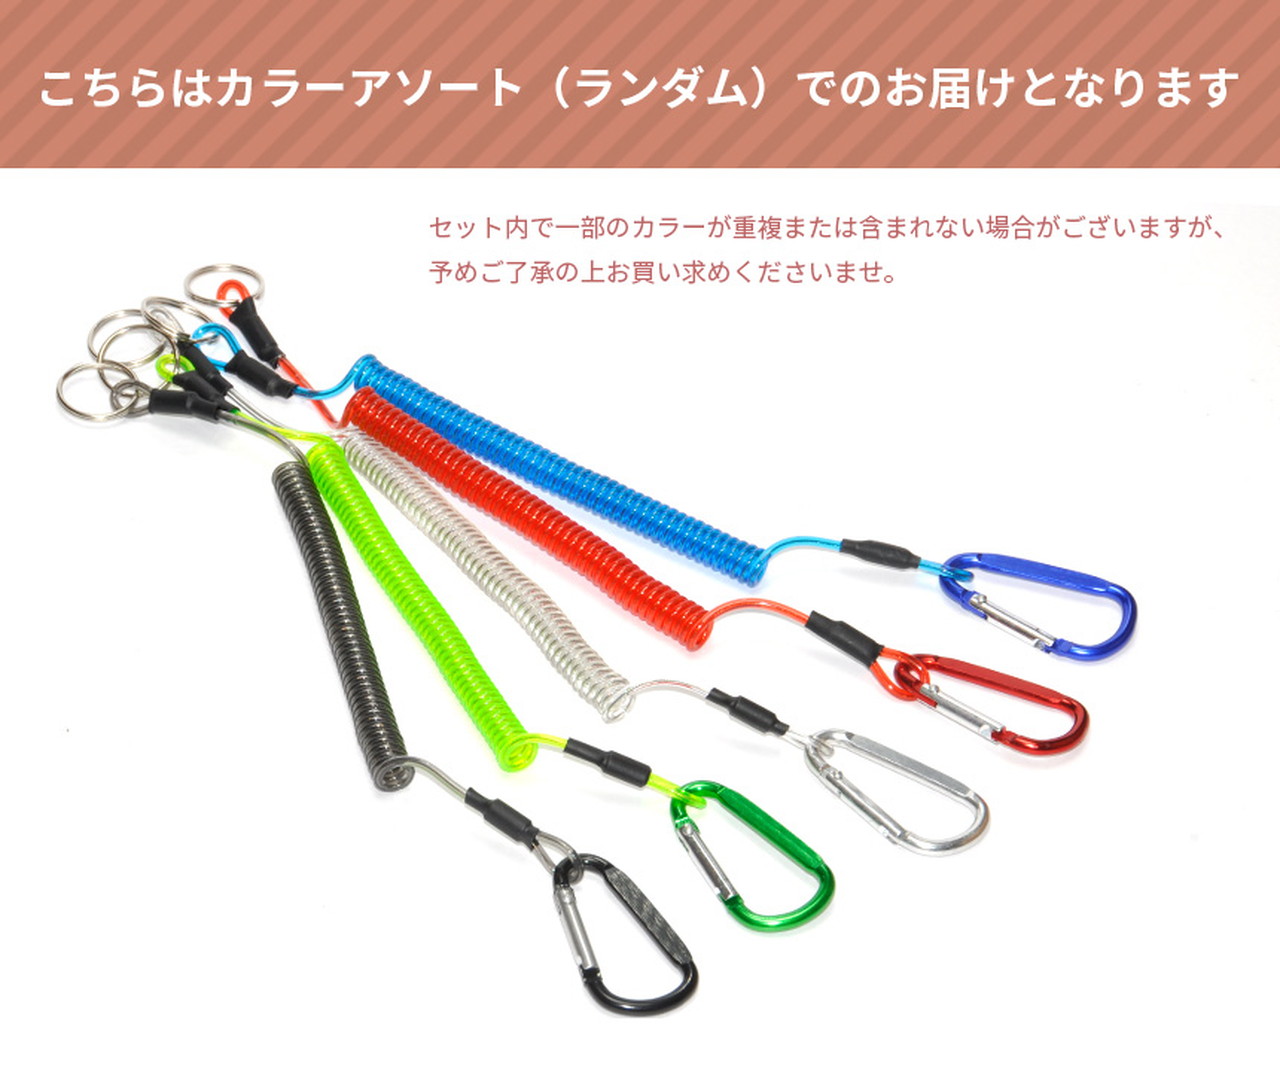 こちらはカラーアソート（ランダム）でのお届けとなります
セット内で一部のカラーが重複または含まれない場合がございますが、
予めご了承の上お買い求めくださいませ。